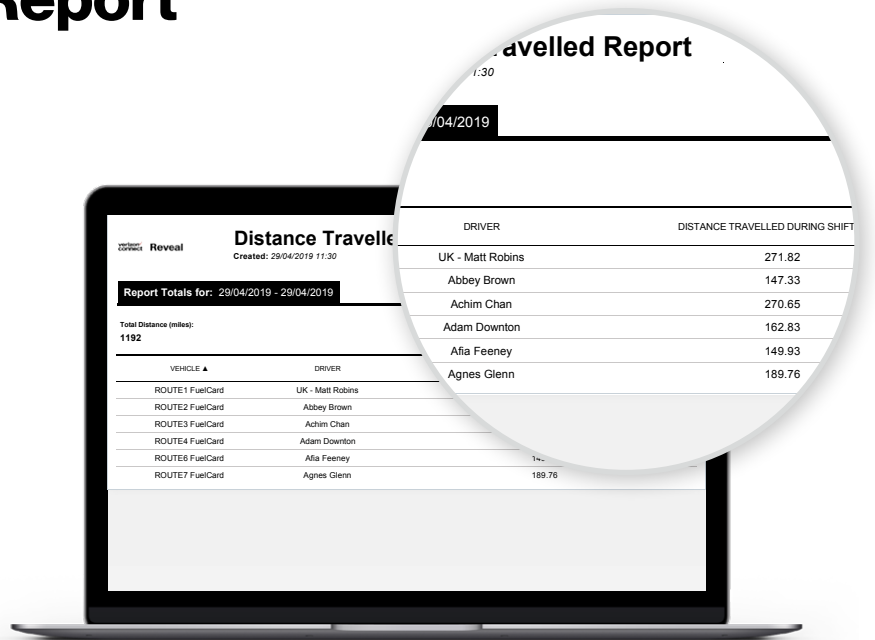 Report
avelled Report
1:30
/04/2019
DRIVER DISTANCE TRAVELLED DURING SHIFT
UK - Matt Robins 271.82
Abbey Brown 147.33
Achim Chan 270.65
Adam Downton 162.83
Afia Feeney 149.93
Agnes Glenn 189.76
verizon connect Reveal
Distance Travelle
Created: 29/04/2019 11:30
Report Totals for: 29/04/2019 - 29/04/2019
Total Distance (miles):
1192
VEHICLE ▲ DRIVER
ROUTE1 FuelCard UK - Matt Robins
ROUTE2 FuelCard Abbey Brown
ROUTE3 FuelCard Achim Chan
ROUTE4 FuelCard Adam Downton
ROUTE6 FuelCard Afia Feeney
ROUTE7 FuelCard Agnes Glenn 189.76